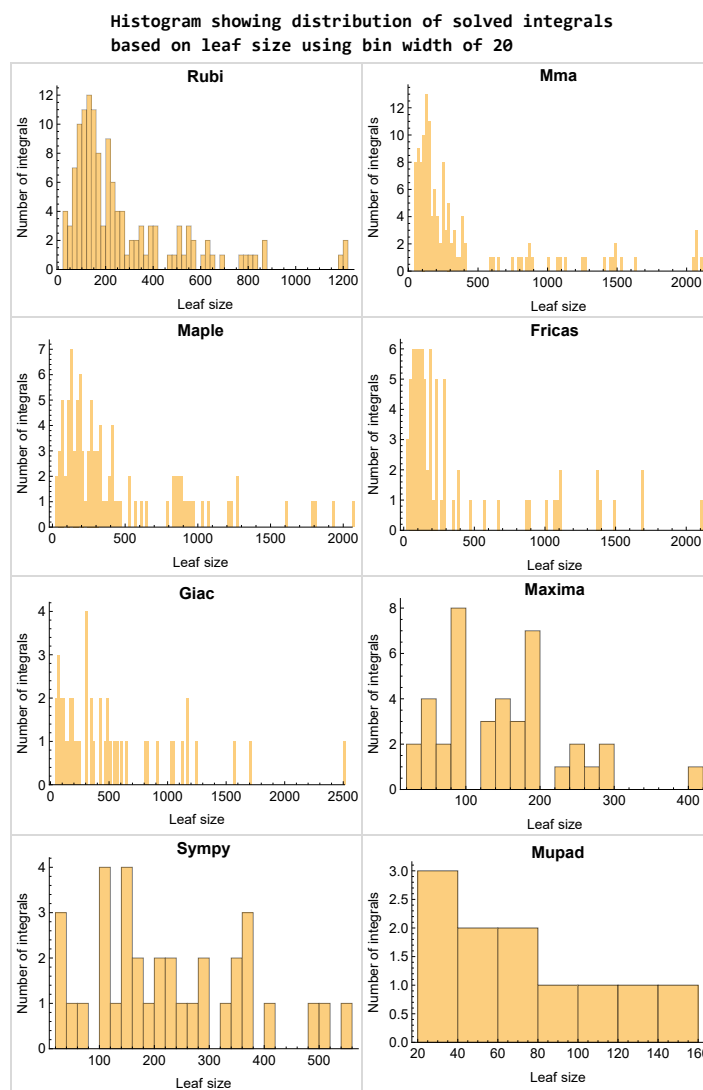 Histogram showing distribution of solved integrals
based on leaf size using bin width of 20
Rubi
Number of integrals
12
10
8
6
4
2
0
0 200 400 600 800 1000 1200
Leaf size
Mma
Number of integrals
12
10
8
6
4
2
0
0 500 1000 1500 2000
Leaf size
Maple
Number of integrals
7
6
5
4
3
2
1
0
0 500 1000 1500 2000
Leaf size
Fricas
Number of integrals
6
5
4
3
2
1
0
0 500 1000 1500 2000
Leaf size
Giac
Number of integrals
4
3
2
1
0
0 500 1000 1500 2000 2500
Leaf size
Maxima
Number of integrals
8
6
4
2
0
100 200 300 400
Leaf size
Sympy
Number of integrals
4
3
2
1
0
100 200 300 400 500
Leaf size
Mupad
Number of integrals
3.0
2.5
2.0
1.5
1.0
0.5
0.0
20 40 60 80 100 120 140 160
Leaf size